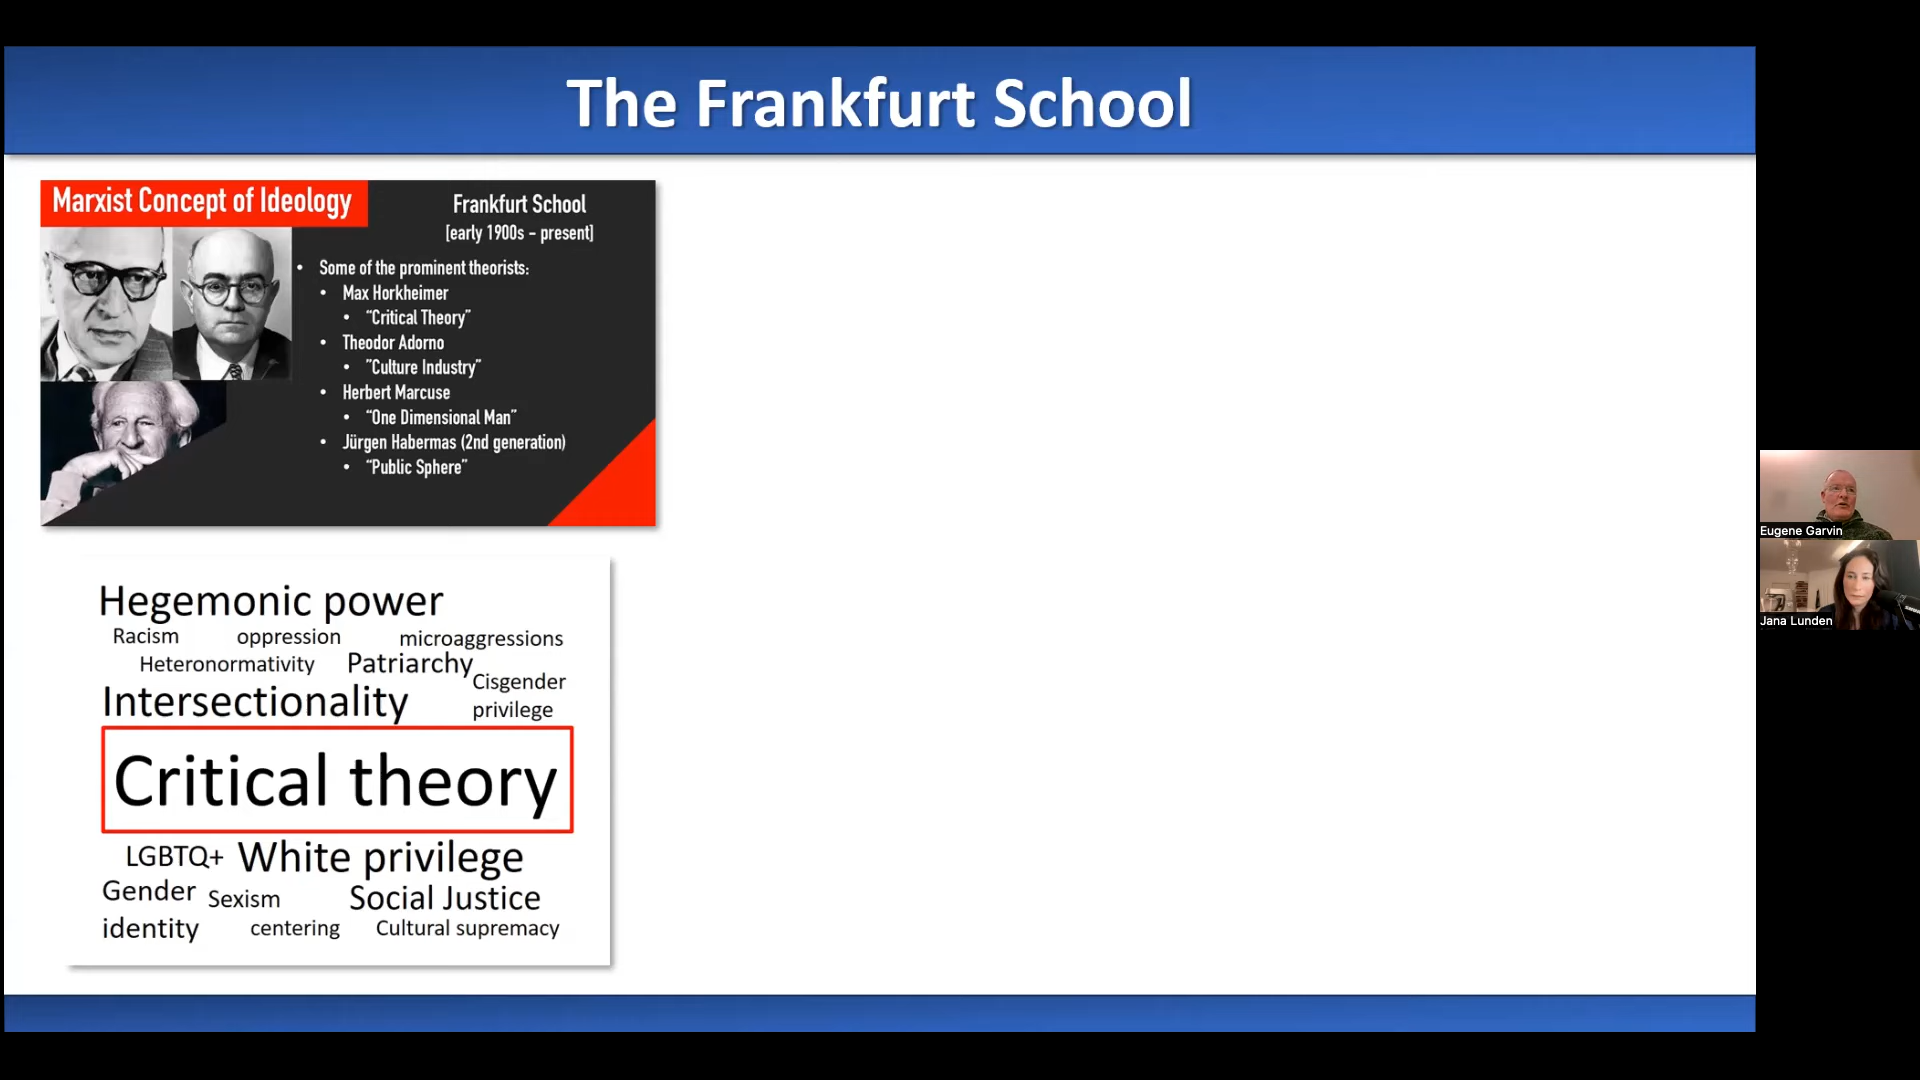 The Frankfurt School
Marxist Concept of Ideology
Frankfurt School
[early 1900s – present]
• Some of the prominent theorists:
• Max Horkheimer
• “Critical Theory”
• Theodor Adorno
• ”Culture Industry”
• Herbert Marcuse
• “One Dimensional Man”
• Jürgen Habermas (2nd generation)
• “Public Sphere”
Hegemonic power
Racism oppression microaggressions
Heteronormativity Patriarchy
Intersectionality Cisgender
privilege
Critical theory
LGBTQ+ White privilege
Gender Sexism Social Justice
identity centering Cultural supremacy
Eugene Garvin
Jana Lunden